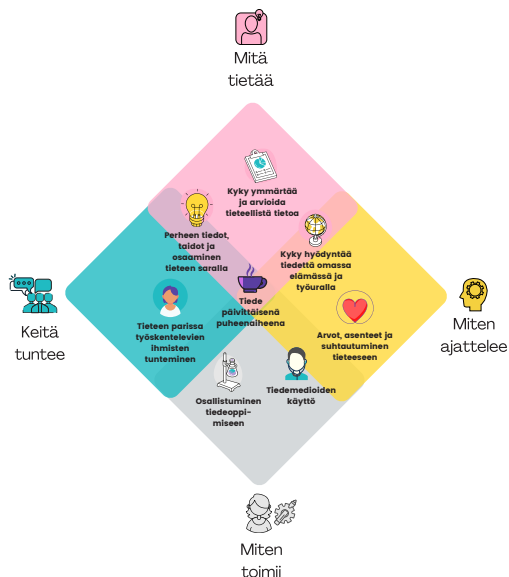 Mitä
tietää
Kyky ymmärtää
ja arvioida
tieteellistä tietoa
Perheen tiedot,
taidot ja
osaaminen
tieteen saralla
Kyky hyödyntää
tiedettä omassa
elämässä ja
työuralla
Tiede
päivittäisenä
puheenaiheena
Keitä
tuntee
Tieteen parissa
työskentelevien
ihmisten
tunteminen
Arvot, asenteet ja
suhtautuminen
tieteeseen
Miten
ajattelee
Osallistuminen
tiedeoppi-
miseen
Tiedemedioiden
käyttö
Miten
toimii